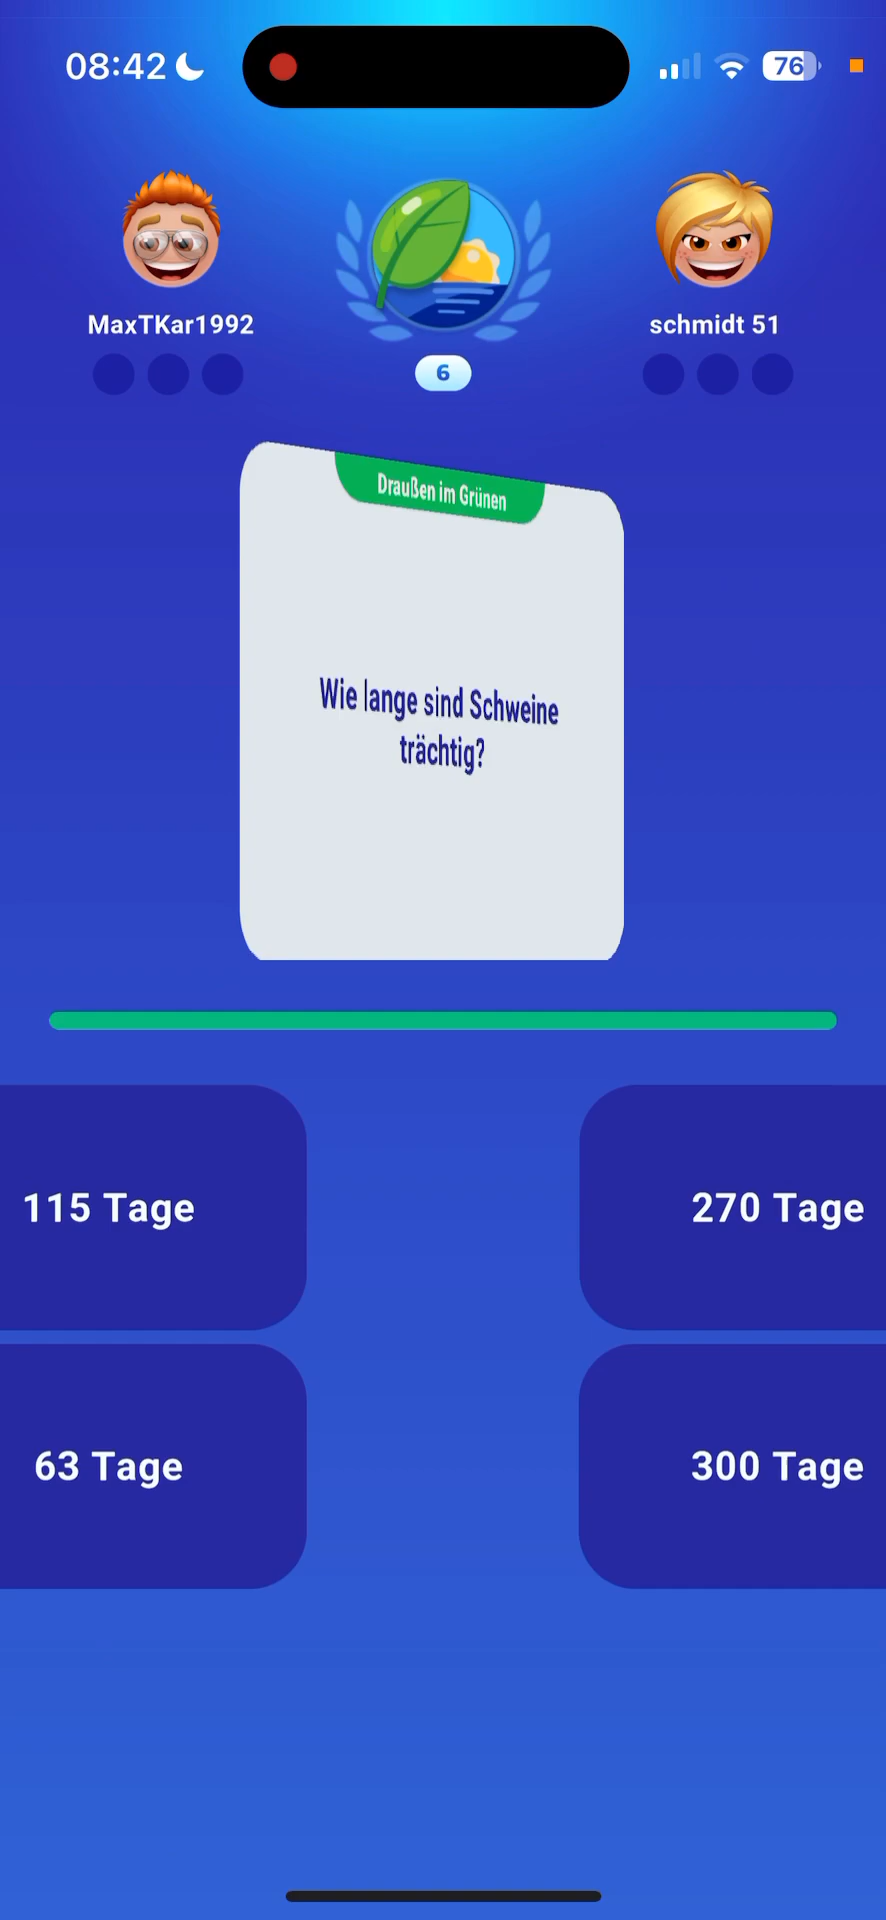 08:42
76
MaxTKar1992
schmidt 51
6
Draußen im Grünen
Wie lange sind Schweine
trächtig?
115 Tage
270 Tage
63 Tage
300 Tage